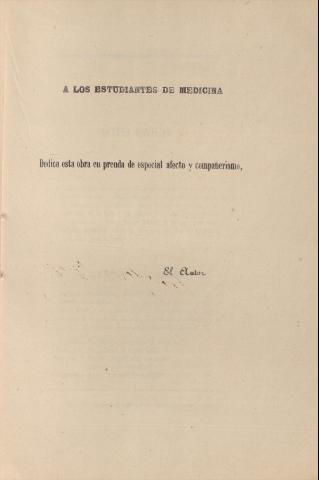 A LOS ESTUDIANTES DE MEDICINA
Dedica esta obra en prenda de especial afecto y compañerismo,
El Autor